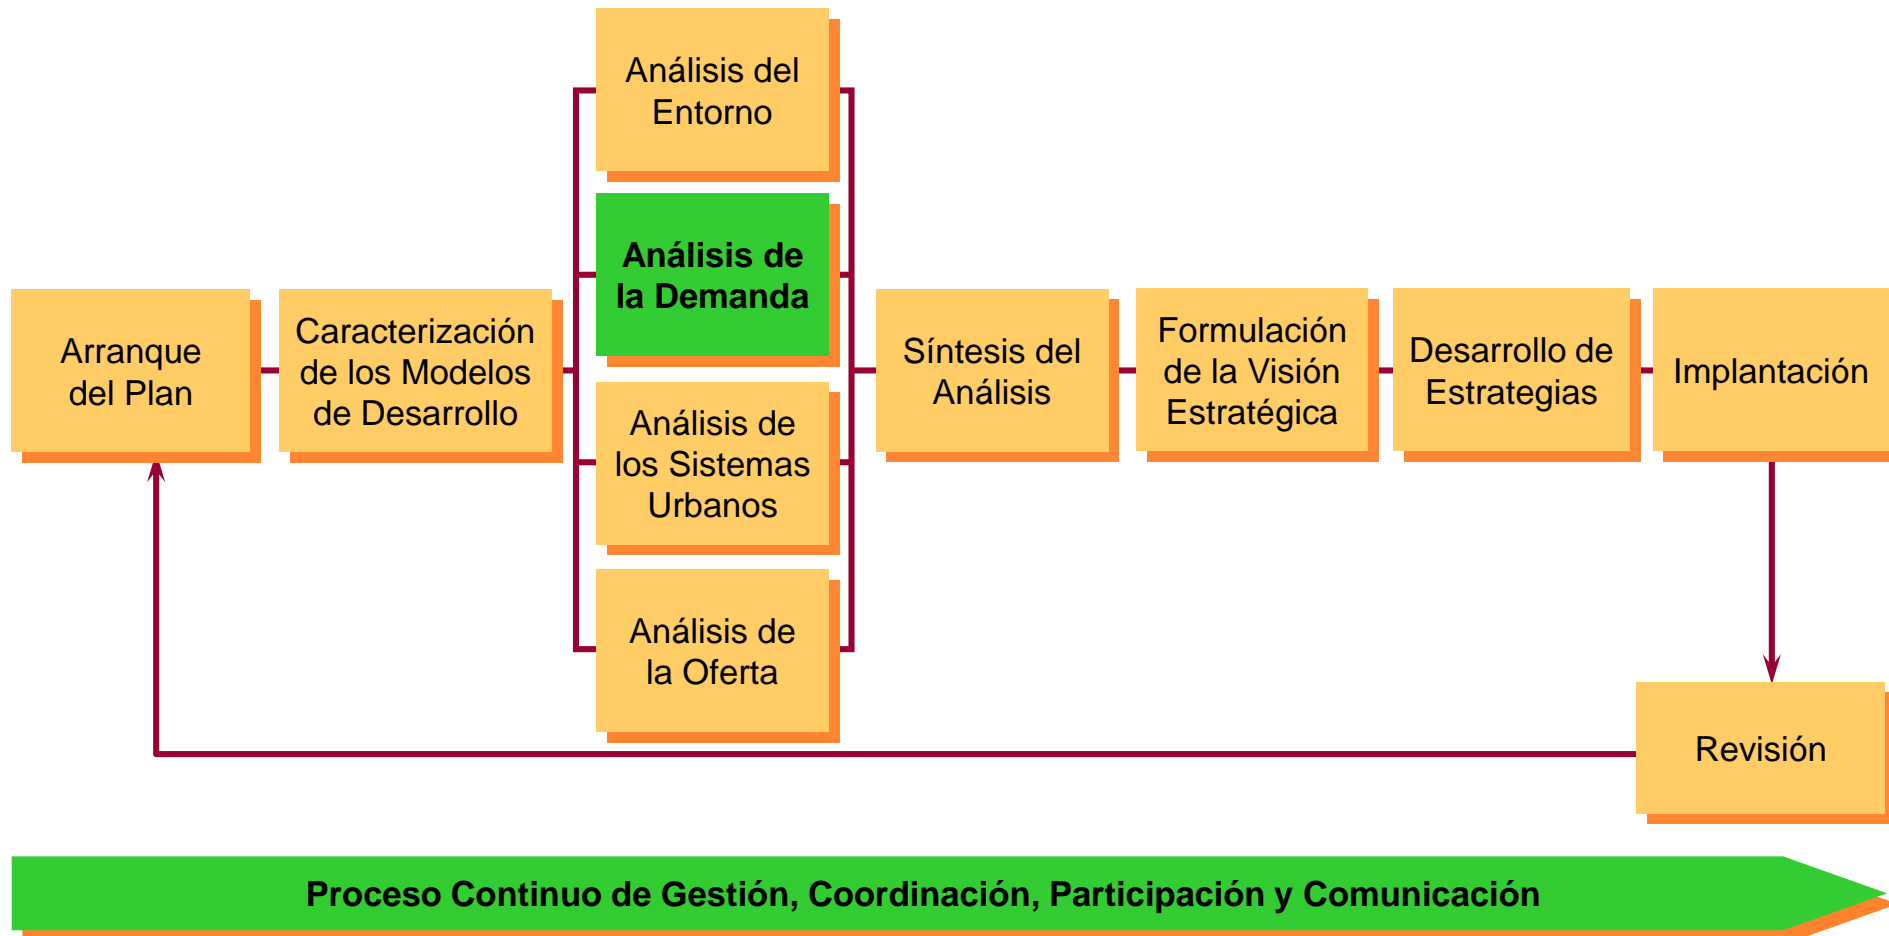 Análisis del
Entorno
Análisis de
la Demanda
Arranque
del Plan
Caracterización
de los Modelos
de Desarrollo
Análisis de
los Sistemas
Urbanos
Análisis de
la Oferta
Síntesis del
Análisis
Formulación
de la Visión
Estratégica
Desarrollo de
Estrategias
Implantación
Revisión
Proceso Continuo de Gestión, Coordinación, Participación y Comunicación